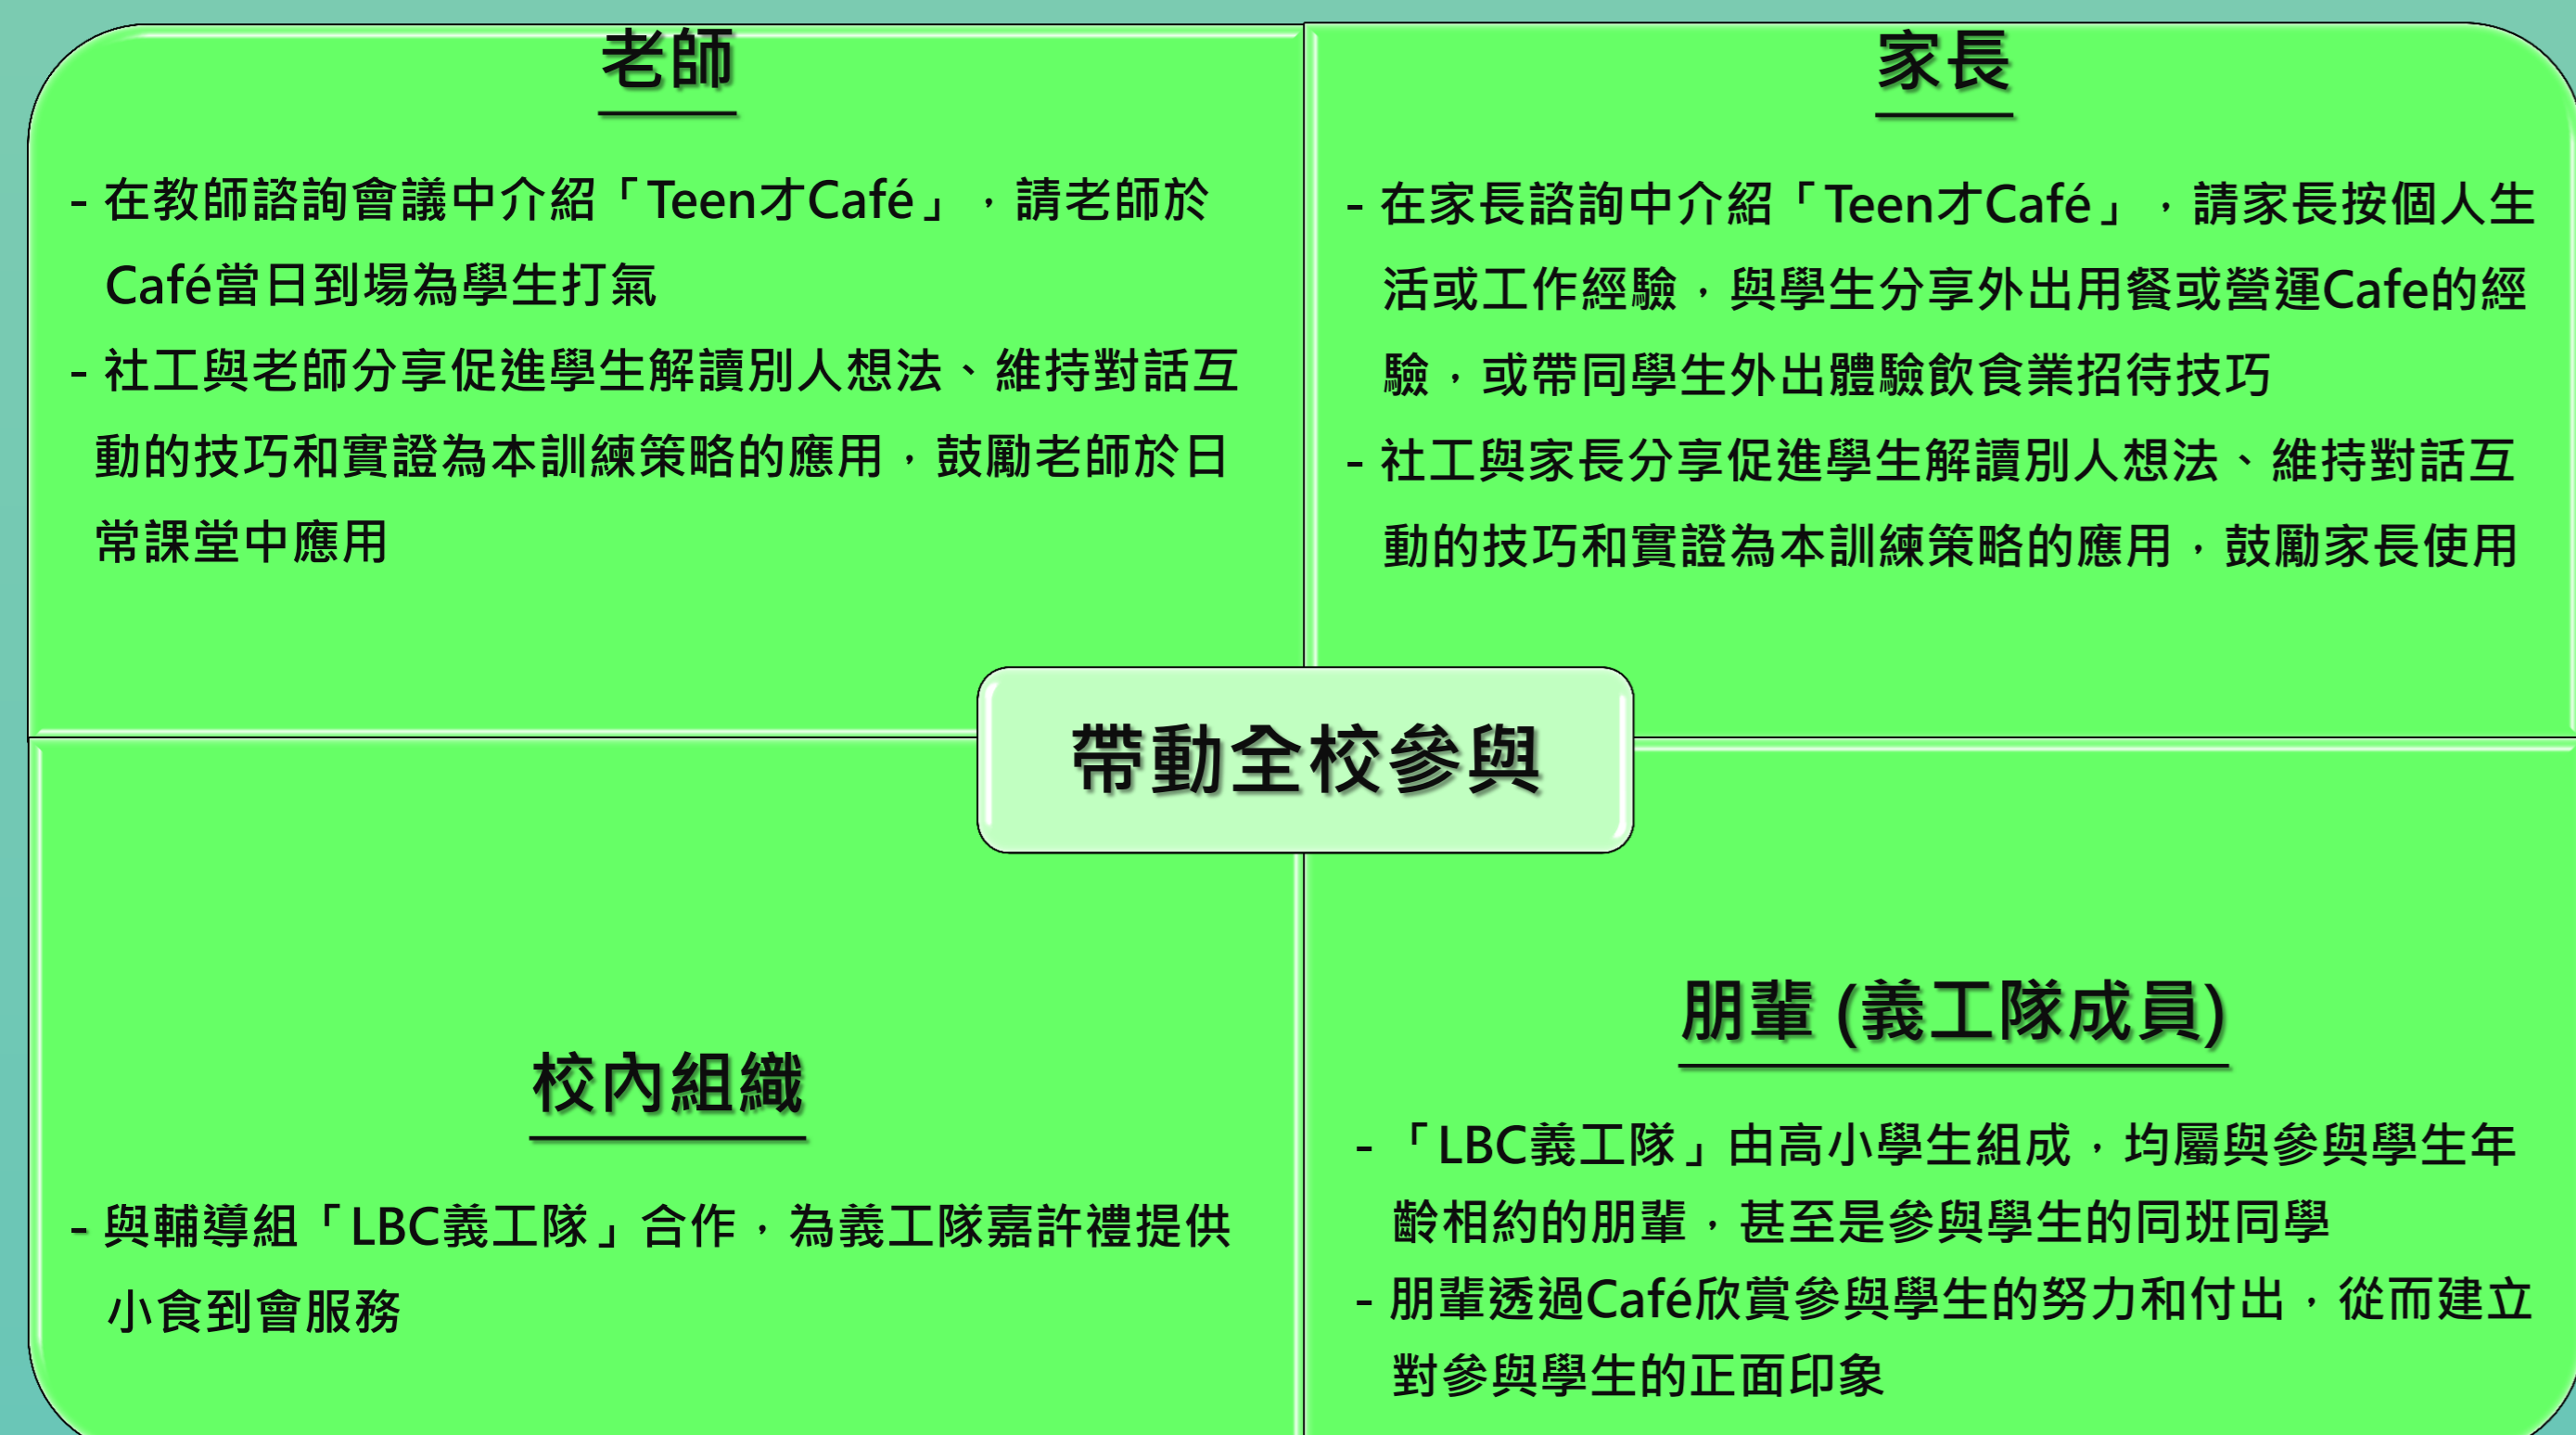 老師
- 在教師諮詢會議中介紹「Teen才Café」，請老師於
Café當日到場為學生打氣
- 社工與老師分享促進學生解讀別人想法、維持對話互
動的技巧和實證為本訓練策略的應用，鼓勵老師於日
常課堂中應用
家長
- 在家長諮詢中介紹「Teen才Café」，請家長按個人生
活或工作經驗，與學生分享外出用餐或營運Cafe的經
驗，或帶同學生外出體驗飲食業招待技巧
- 社工與家長分享促進學生解讀別人想法、維持對話互
動的技巧和實證為本訓練策略的應用，鼓勵家長使用
帶動全校參與
校內組織
- 與輔導組「LBC義工隊」合作，為義工隊嘉許禮提供
小食到會服務
朋輩 (義工隊成員)
- 「LBC義工隊」由高小學生組成，均屬與參與學生年
齡相約的朋輩，甚至是參與學生的同班同學
- 朋輩透過Café欣賞參與學生的努力和付出，從而建立
對參與學生的正面印象